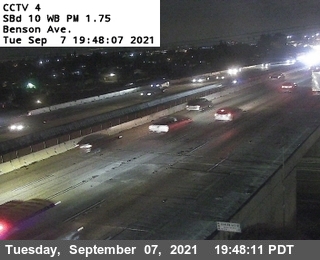 CCTV 4
SBd 10 WB PM 1.75
Benson Ave.
Tue Sep 7 19:48:07 2021
Tuesday, September 07, 2021 19:48:11 PDT